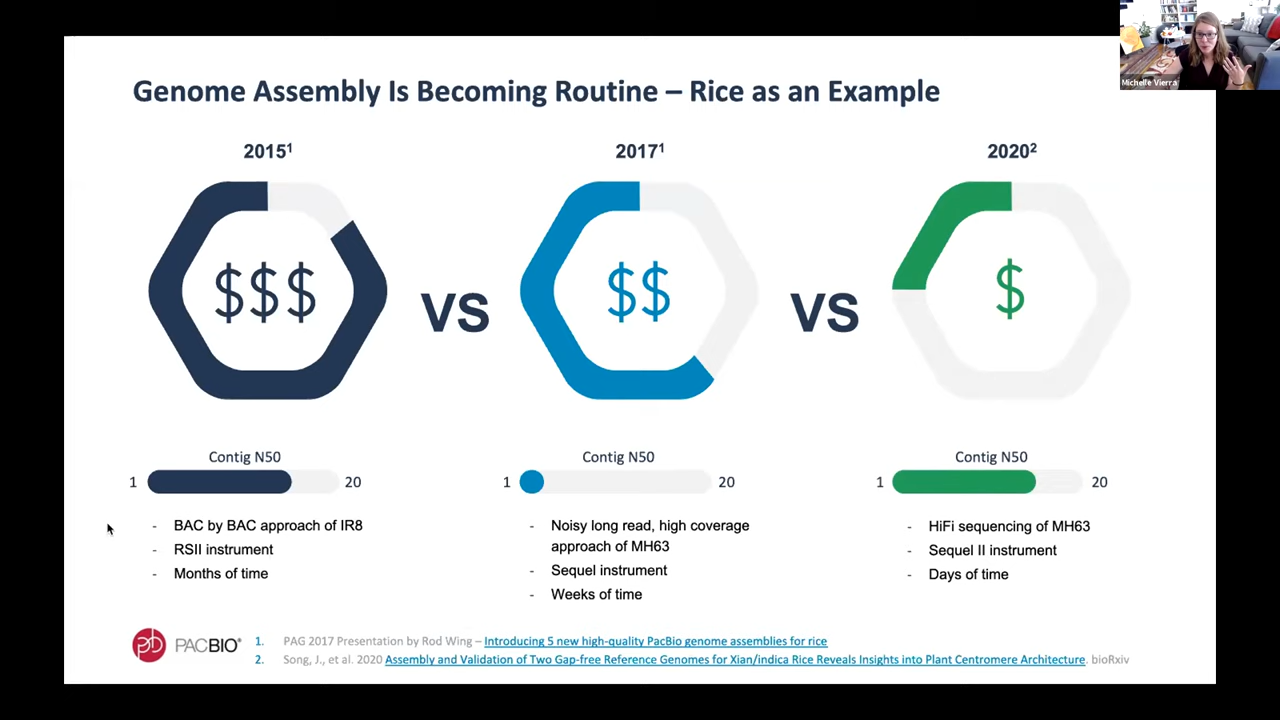 Michelle Vierra
Genome Assembly Is Becoming Routine – Rice as an Example
2015¹
2017¹
2020²
$$$
VS
$$
VS
$
Contig N50
1
20
Contig N50
1
20
Contig N50
1
20
- BAC by BAC approach of IR8
- RSII instrument
- Months of time
- Noisy long read, high coverage
approach of MH63
- Sequel instrument
- Weeks of time
- HiFi sequencing of MH63
- Sequel II instrument
- Days of time
PACBIO®
1. PAG 2017 Presentation by Rod Wing – Introducing 5 new high-quality PacBio genome assemblies for rice
2. Song, J., et al. 2020 Assembly and Validation of Two Gap-free Reference Genomes for Xian/indica Rice Reveals Insights into Plant Centromere Architecture. bioRxiv